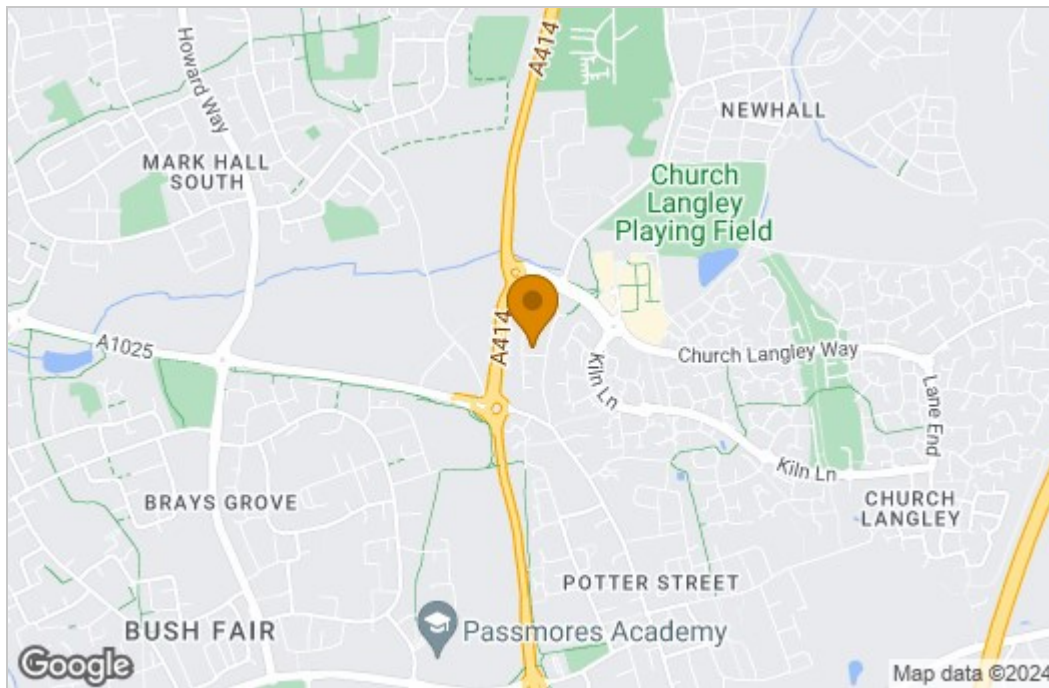 A414
Howard Way
NEWHALL
MARK HALL
SOUTH
Church
Langley
Playing Field
A414
A1025
Church Langley Way
Kiln Ln
Lane End
Kiln Ln
BRAYS GROVE
CHURCH
LANGLEY
POTTER STREET
BUSH FAIR
Passmores Academy
Google
Map data ©2024